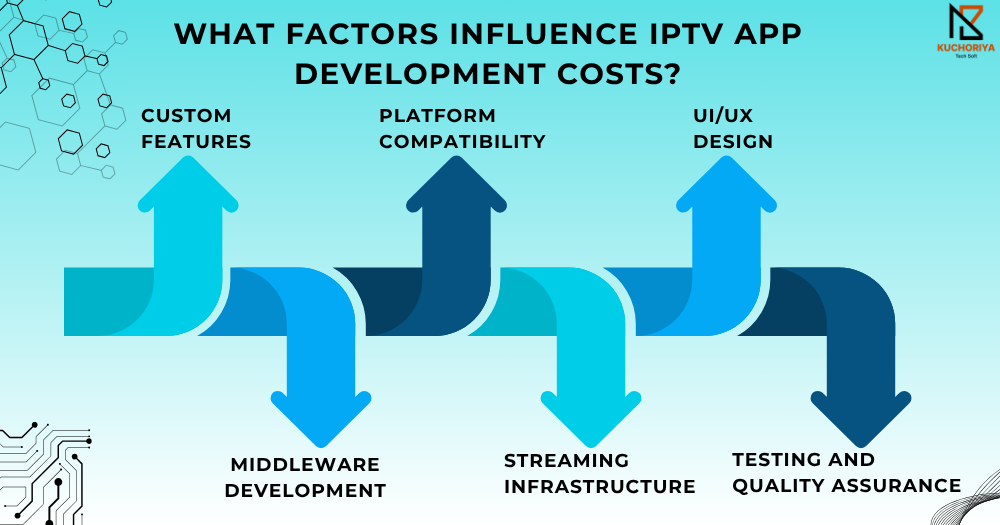 WHAT FACTORS INFLUENCE IPTV APP
DEVELOPMENT COSTS?
KUCHORIYA
Tech Soft
CUSTOM
FEATURES
PLATFORM
COMPATIBILITY
UI/UX
DESIGN
MIDDLEWARE
DEVELOPMENT
STREAMING
INFRASTRUCTURE
TESTING AND
QUALITY ASSURANCE